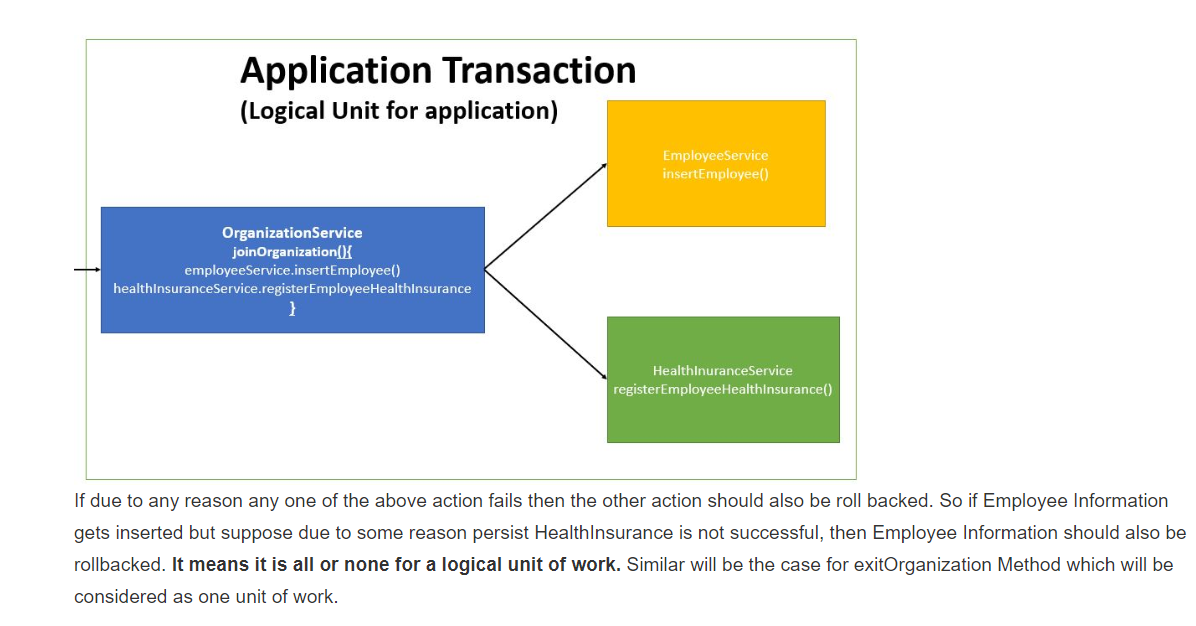 Application Transaction
(Logical Unit for application)
EmployeeService
insertEmployee()
OrganizationService
joinOrganization(){
employeeService.insertEmployee()
healthInsuranceService.registerEmployeeHealthInsurance
}
HealthInuranceService
registerEmployeeHealthInsurance()
If due to any reason any one of the above action fails then the other action should also be roll backed. So if Employee Information
gets inserted but suppose due to some reason persist HealthInsurance is not successful, then Employee Information should also be
rollbacked. It means it is all or none for a logical unit of work. Similar will be the case for exitOrganization Method which will be
considered as one unit of work.